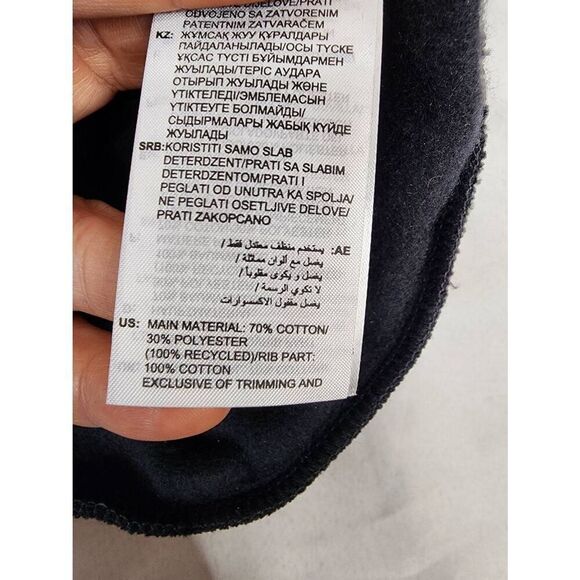 ODVOJENO SA ZATVORENIM
PATENTNIM ZATVARAČEM
KZ: ЖҰМСАҚ ЖУУ ҚҰРАЛДАРЫ
ПАЙДАЛАНЫЛАДЫ/ОСЫ ТҮСКЕ
ҰҚСАС ТҮСТІ БҰЙЫМДАРМЕН
ЖУЫЛАДЫ/ТЕРІС АУДАРА
ОТЫРЫП ЖУЫЛАДЫ ЖӘНЕ
ҮТІКТЕЛЕДІ/ЭМБЛЕМАСЫН
ҮТІКТЕУГЕ БОЛМАЙДЫ/
СЫДЫРМАЛАРЫ ЖАБЫҚ КҮЙДЕ
ЖУЫЛАДЫ
SRB:KORISTITI SAMO SLAB
DETERDZENT/PRATI SA SLABIM
DETERDZENTOM/PRATI I
PEGLATI OD UNUTRA KA SPOLJA/
NE PEGLATI OSETLJIVE DELOVE/
PRATI ZAKOPCANO
AE: يستخدم منظف معتدل فقط/
يغسل مع ألوان مماثلة/
يغسل و يكوى مقلوباً/
لا تكوي الرسمة/
يغسل مقفول الاكسسوارات
US: MAIN MATERIAL: 70% COTTON/
30% POLYESTER
(100% RECYCLED)/RIB PART:
100% COTTON
EXCLUSIVE OF TRIMMING AND